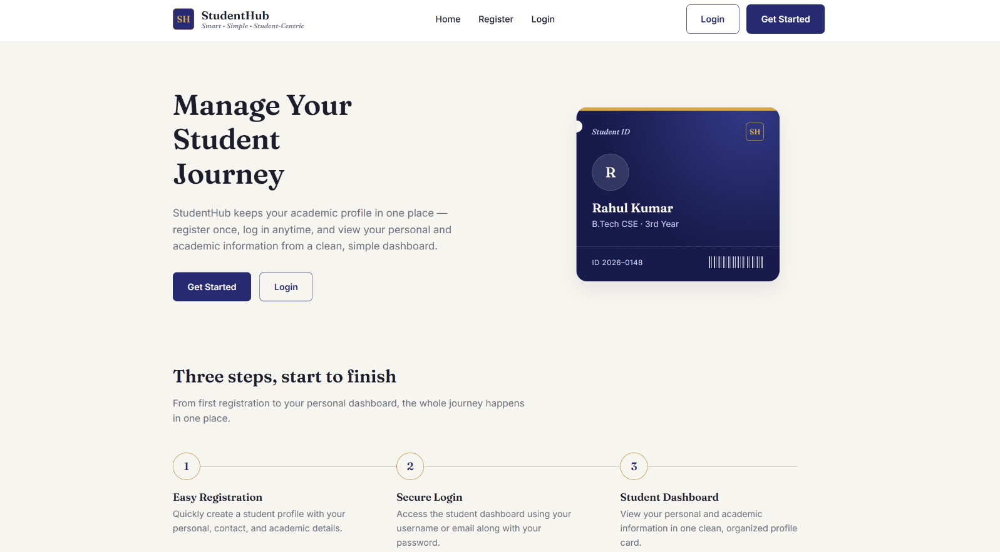 SH
StudentHub
Smart • Simple • Student-Centric
Home
Register
Login
Login
Get Started
Manage Your
Student
Journey
StudentHub keeps your academic profile in one place —
register once, log in anytime, and view your personal and
academic information from a clean, simple dashboard.
Get Started
Login
Student ID
SH
R
Rahul Kumar
B.Tech CSE · 3rd Year
ID 2026–0148
Three steps, start to finish
From first registration to your personal dashboard, the whole journey happens
in one place.
1
Easy Registration
Quickly create a student profile with your
personal, contact, and academic details.
2
Secure Login
Access the student dashboard using your
username or email along with your
password.
3
Student Dashboard
View your personal and academic
information in one clean, organized profile
card.